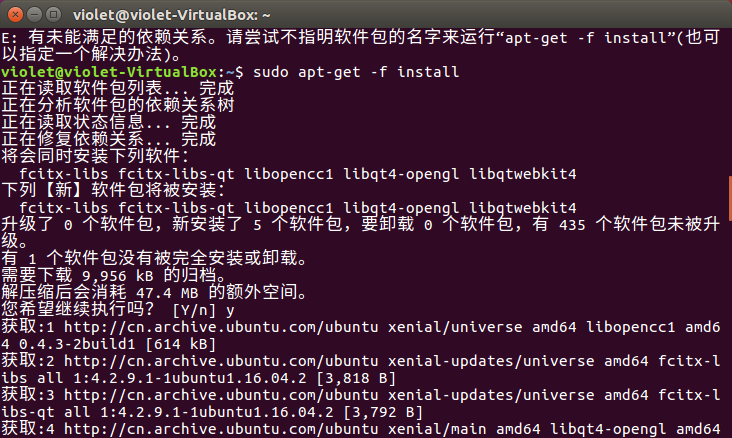 violet@violet-VirtualBox: ~
E: 有未能满足的依赖关系。请尝试不指明软件包的名字来运行“apt-get -f install”(也可
以指定一个解决办法)。
violet@violet-VirtualBox:~$ sudo apt-get -f install
正在读取软件包列表... 完成
正在分析软件包的依赖关系树
正在读取状态信息... 完成
正在修复依赖关系... 完成
将会同时安装下列软件：
fcitx-libs fcitx-libs-qt libopencc1 libqt4-opengl libqtwebkit4
下列【新】软件包将被安装：
fcitx-libs fcitx-libs-qt libopencc1 libqt4-opengl libqtwebkit4
升级了 0 个软件包，新安装了 5 个软件包，要卸载 0 个软件包，有 435 个软件包未被升
级。
有 1 个软件包没有被完全安装或卸载。
需要下载 9,956 kB 的归档。
解压缩后会消耗 47.4 MB 的额外空间。
您希望继续执行吗？ [Y/n] y
获取:1 http://cn.archive.ubuntu.com/ubuntu xenial/universe amd64 libopencc1 amd6
4 0.4.3-2build1 [614 kB]
获取:2 http://cn.archive.ubuntu.com/ubuntu xenial-updates/universe amd64 fcitx-l
ibs all 1:4.2.9.1-1ubuntu1.16.04.2 [3,818 B]
获取:3 http://cn.archive.ubuntu.com/ubuntu xenial-updates/universe amd64 fcitx-l
ibs-qt all 1:4.2.9.1-1ubuntu1.16.04.2 [3,792 B]
获取:4 http://cn.archive.ubuntu.com/ubuntu xenial/main amd64 libqt4-opengl amd64